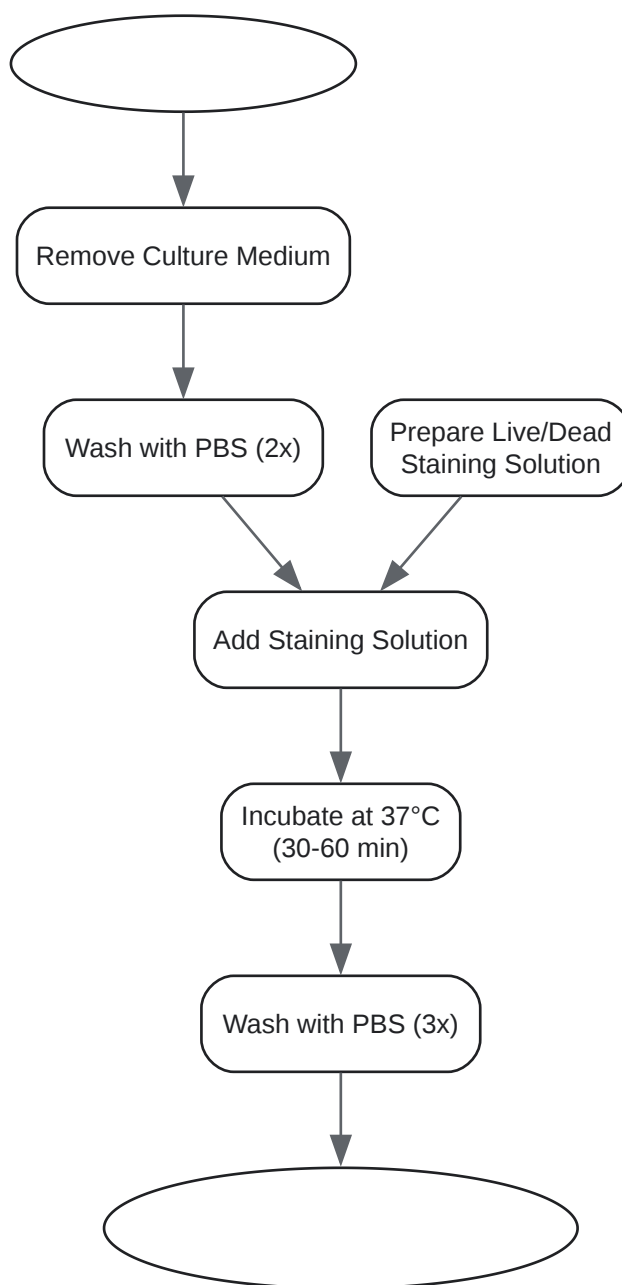 Remove Culture Medium
Wash with PBS (2x)
Prepare Live/Dead
Staining Solution
Add Staining Solution
Incubate at 37°C
(30-60 min)
Wash with PBS (3x)